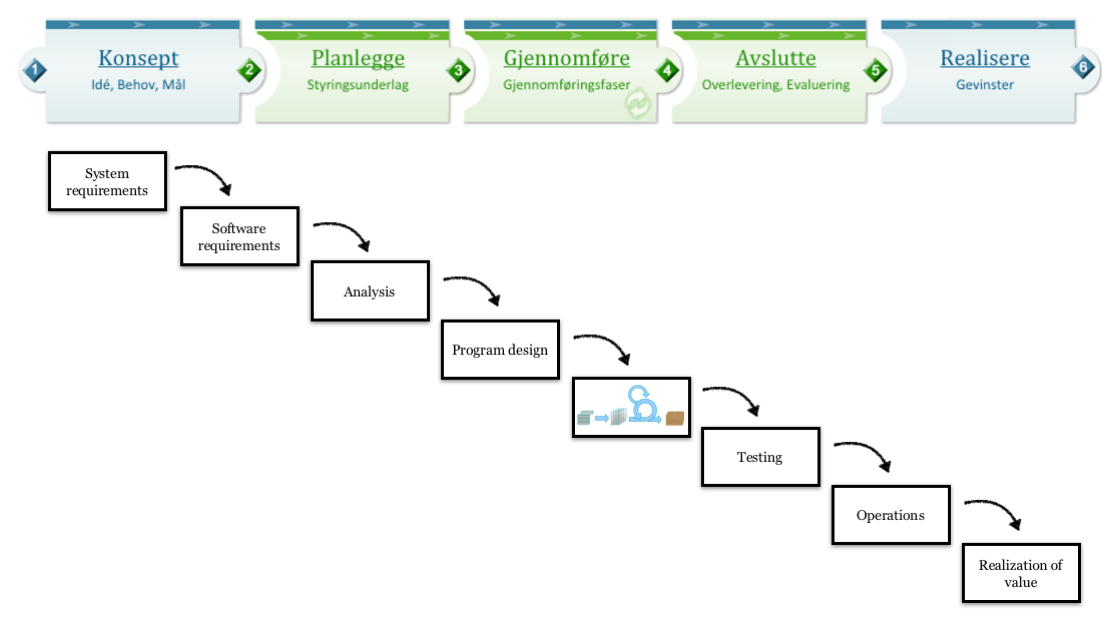 1
Konsept
Idé, Behov, Mål
2
Planlegge
Styringsunderlag
3
Gjennomføre
Gjennomføringsfaser
4
Avslutte
Overlevering, Evaluering
5
Realisere
Gevinster
6
System
requirements
Software
requirements
Analysis
Program design
Testing
Operations
Realization of
value